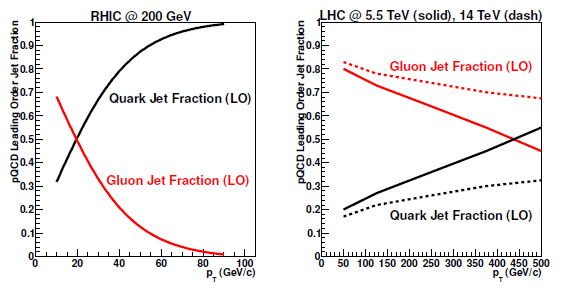 RHIC @ 200 GeV
pQCD Leading Order Jet Fraction
1
0.9
0.8
0.7
0.6
0.5
0.4
0.3
0.2
0.1
0
Quark Jet Fraction (LO)
Gluon Jet Fraction (LO)
0 20 40 60 80 100
p_T (GeV/c)
LHC @ 5.5 TeV (solid), 14 TeV (dash)
pQCD Leading Order Jet Fraction
1
0.9
0.8
0.7
0.6
0.5
0.4
0.3
0.2
0.1
0
Gluon Jet Fraction (LO)
Quark Jet Fraction (LO)
0 50 100 150 200 250 300 350 400 450 500
p_T (GeV/c)